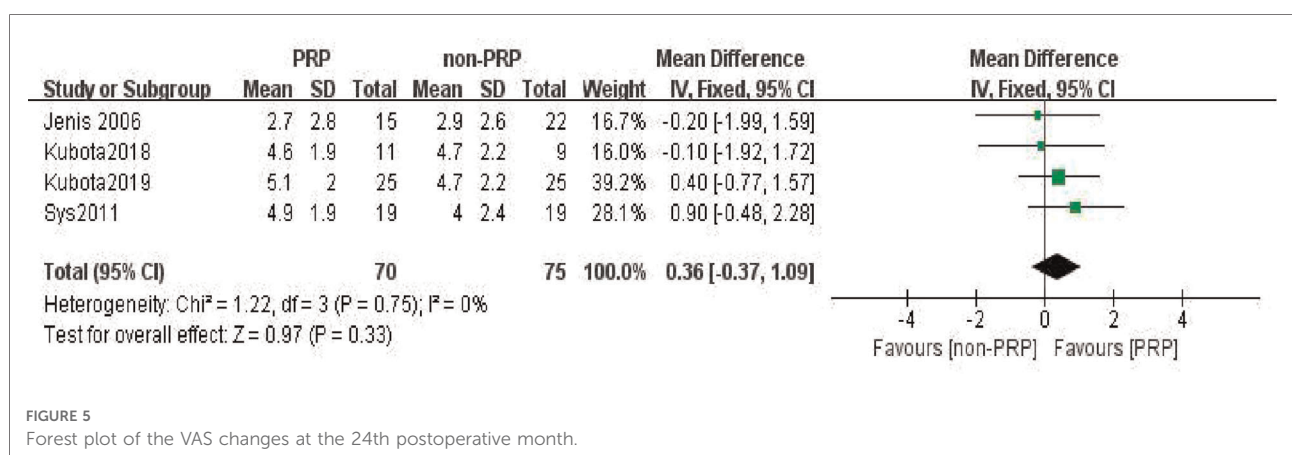 PRP non-PRP Mean Difference Mean Difference
Study or Subgroup Mean SD Total Mean SD Total Weight IV, Fixed, 95% CI IV, Fixed, 95% CI
Jenis 2006 2.7 2.8 15 2.9 2.6 22 16.7% -0.20 [-1.99, 1.59]
Kubota2018 4.6 1.9 11 4.7 2.2 9 16.0% -0.10 [-1.92, 1.72]
Kubota2019 5.1 2 25 4.7 2.2 25 39.2% 0.40 [-0.77, 1.57]
Sys2011 4.9 1.9 19 4 2.4 19 28.1% 0.90 [-0.48, 2.28]
Total (95% CI) 70 75 100.0% 0.36 [-0.37, 1.09]
Heterogeneity: Chi² = 1.22, df = 3 (P = 0.75); I² = 0%
Test for overall effect: Z = 0.97 (P = 0.33)
-4 -2 0 2 4
Favours [non-PRP] Favours [PRP]
FIGURE 5
Forest plot of the VAS changes at the 24th postoperative month.